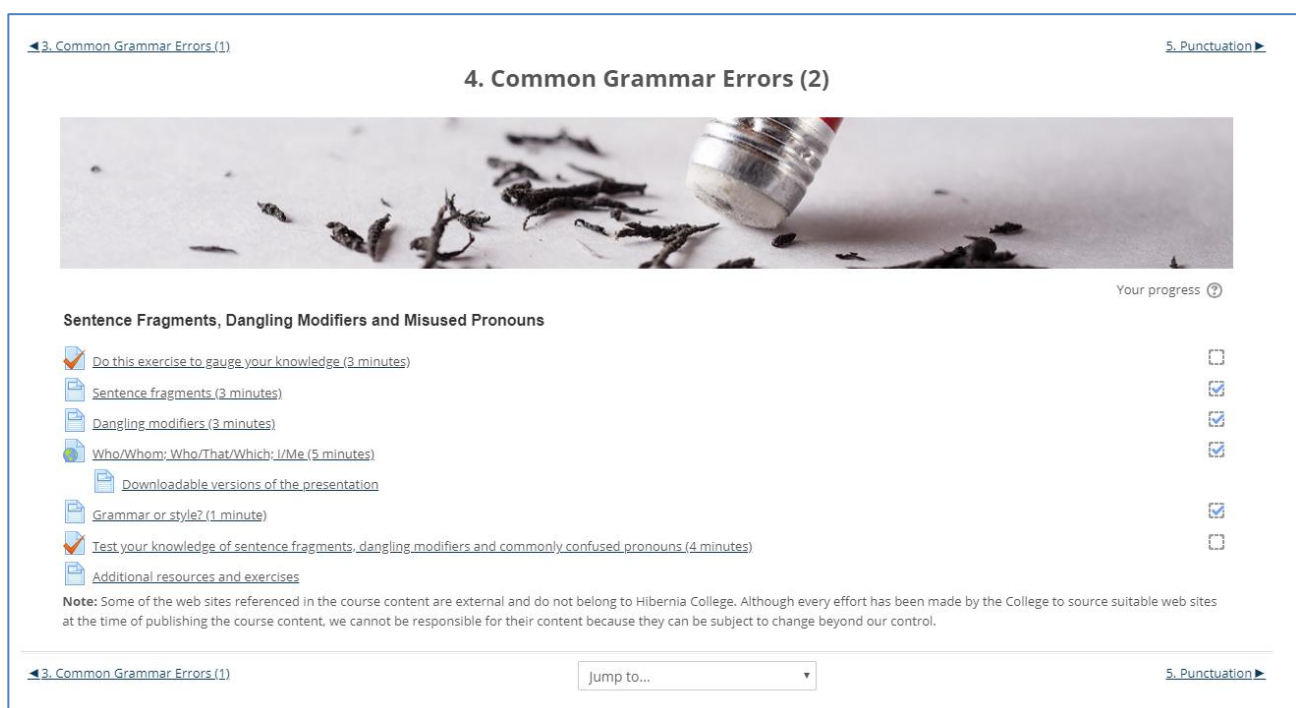 ◄3. Common Grammar Errors (1)
5. Punctuation►
4. Common Grammar Errors (2)
Your progress
Sentence Fragments, Dangling Modifiers and Misused Pronouns
Do this exercise to gauge your knowledge (3 minutes)
Sentence fragments (3 minutes)
Dangling modifiers (3 minutes)
Who/Whom; Who/That/Which; I/Me (5 minutes)
Downloadable versions of the presentation
Grammar or style? (1 minute)
Test your knowledge of sentence fragments, dangling modifiers and commonly confused pronouns (4 minutes)
Additional resources and exercises
Note: Some of the web sites referenced in the course content are external and do not belong to Hibernia College. Although every effort has been made by the College to source suitable web sites
at the time of publishing the course content, we cannot be responsible for their content because they can be subject to change beyond our control.
◄3. Common Grammar Errors (1)
Jump to...
5. Punctuation►